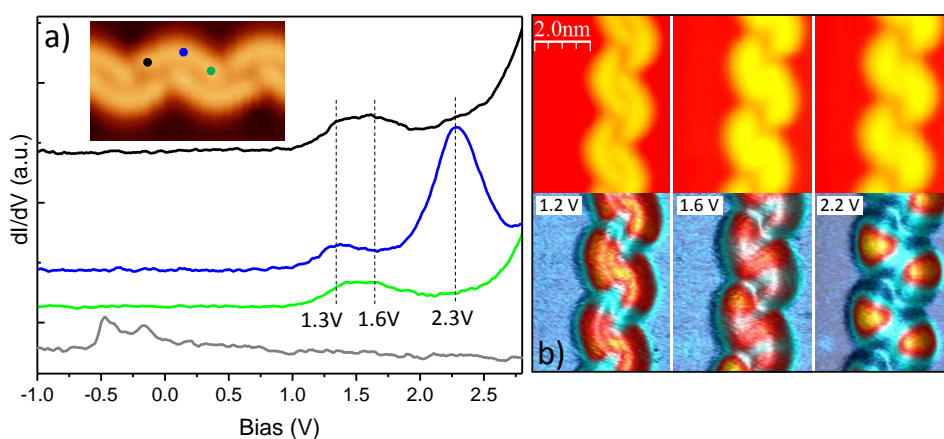 a)
dI/dV (a.u.)
1.3V
1.6V
2.3V
-1.0
-0.5
0.0
0.5
1.0
1.5
2.0
2.5
Bias (V)
2.0nm
1.2 V
1.6 V
2.2 V
b)